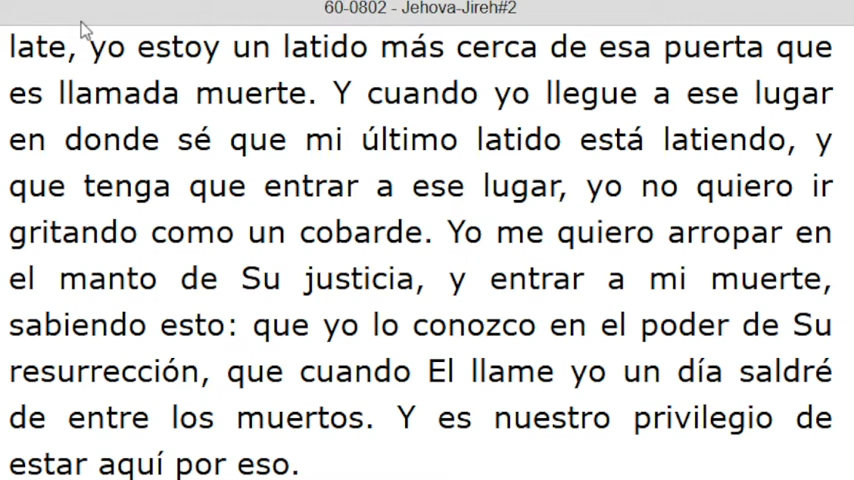 60-0802 - Jehova-Jireh#2
late, yo estoy un latido más cerca de esa puerta que
es llamada muerte. Y cuando yo llegue a ese lugar
en donde sé que mi último latido está latiendo, y
que tenga que entrar a ese lugar, yo no quiero ir
gritando como un cobarde. Yo me quiero arropar en
el manto de Su justicia, y entrar a mi muerte,
sabiendo esto: que yo lo conozco en el poder de Su
resurrección, que cuando El llame yo un día saldré
de entre los muertos. Y es nuestro privilegio de
estar aquí por eso.